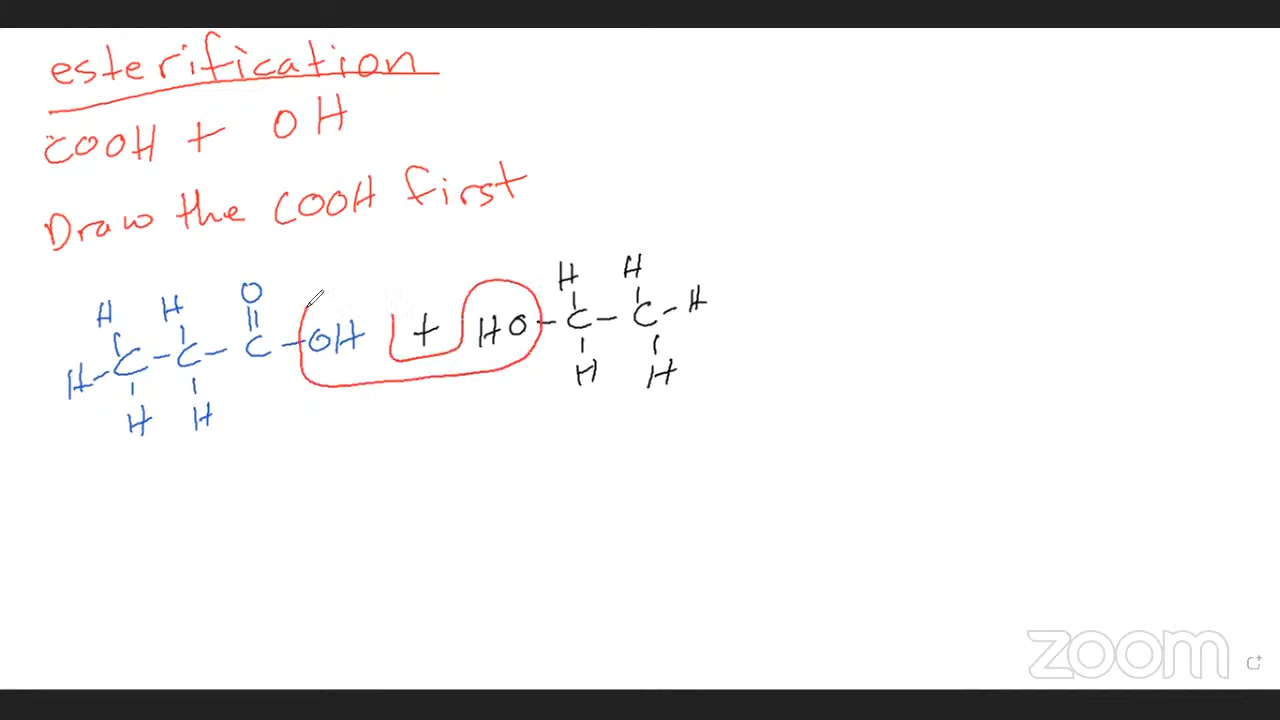 esterification
COOH + OH
Draw the COOH first
H H O H H
H - C - C - C - OH + HO - C - C - H
H H H H
zoom